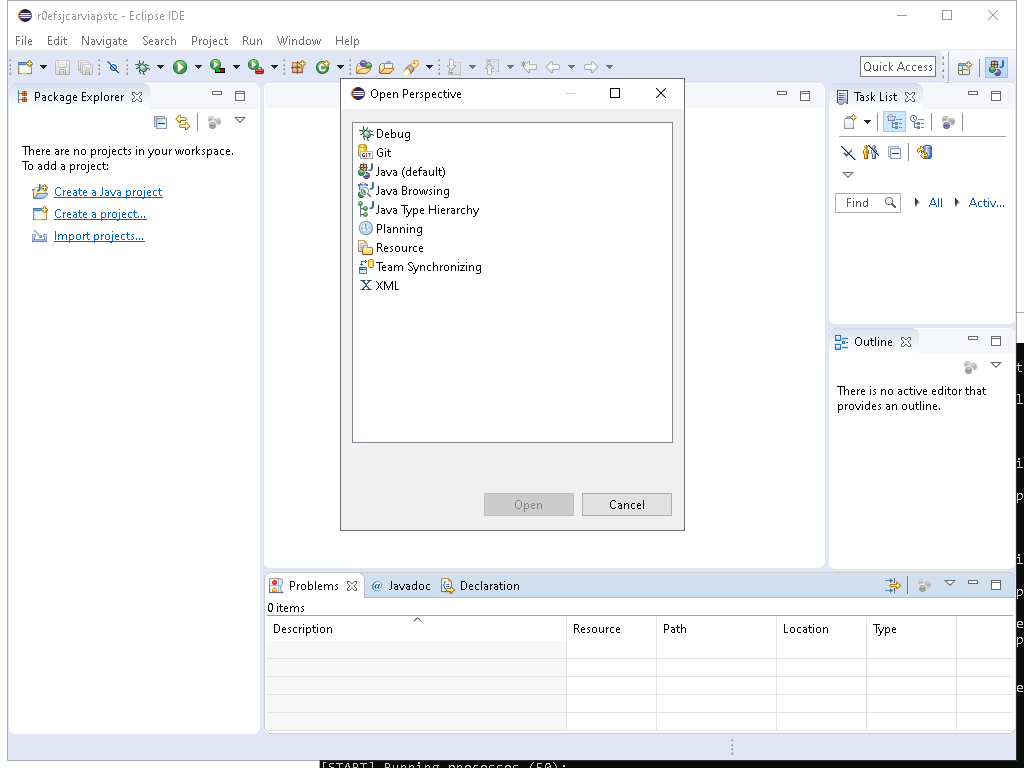 r0efsjcarviapstc - Eclipse IDE
File Edit Navigate Search Project Run Window Help
Quick Access
Package Explorer
There are no projects in your workspace.
To add a project:
Create a Java project
Create a project...
Import projects...
Open Perspective
Debug
GIT Git
Java (default)
Java Browsing
Java Type Hierarchy
Planning
Resource
Team Synchronizing
X XML
Open Cancel
Task List
Find All Activ...
Outline
There is no active editor that
provides an outline.
Problems @ Javadoc Declaration
0 items
Description Resource Path Location Type
[START] Running processes (50):